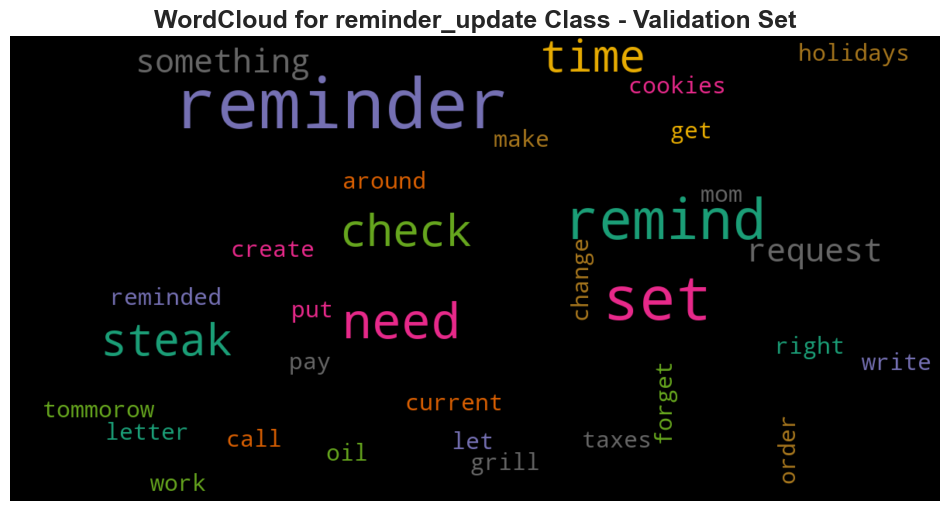 WordCloud for reminder_update Class - Validation Set
something
time
holidays
reminder
cookies
make
get
around
mom
check
remind
create
request
change
reminded
put
need
set
steak
pay
right
write
forget
tommorow
current
letter
call
oil
let
grill
taxes
order
work